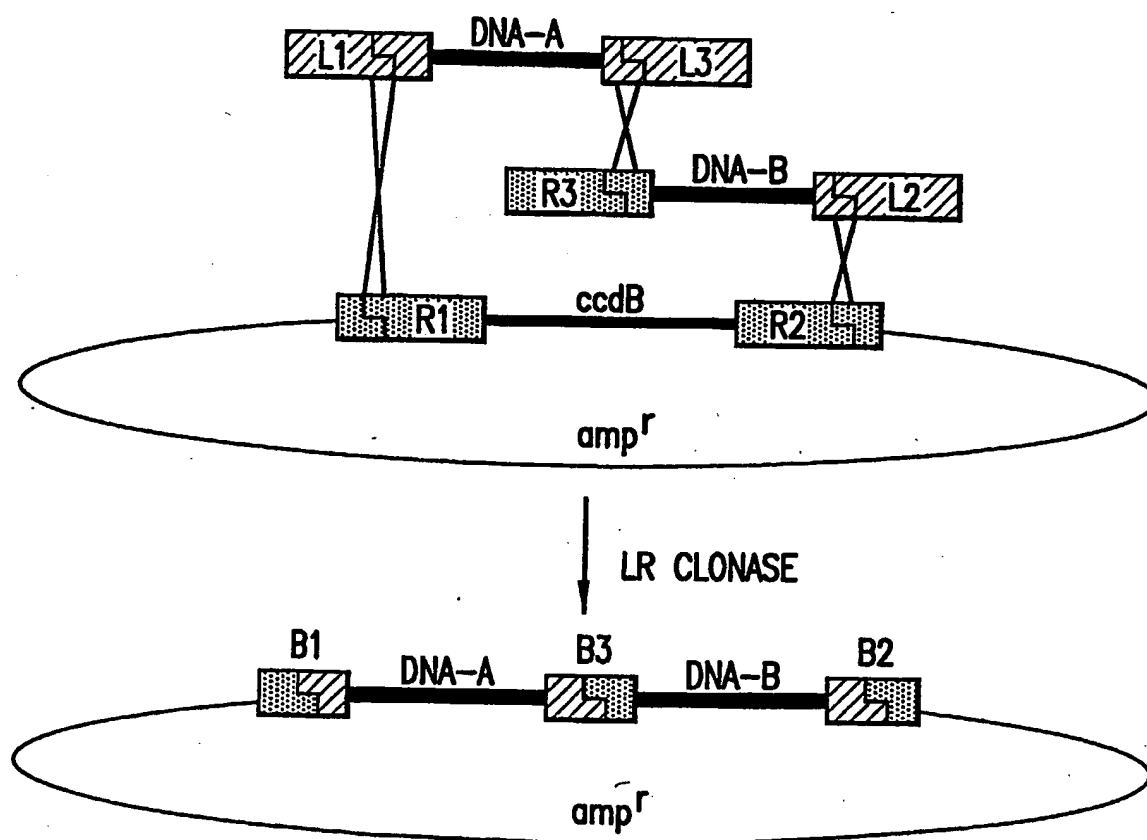 DNA-A
L1
L3
DNA-B
R3
L2
ccdB
R1
R2
amp^r
LR CLONASE
B1
B3
B2
DNA-A
DNA-B
amp^r